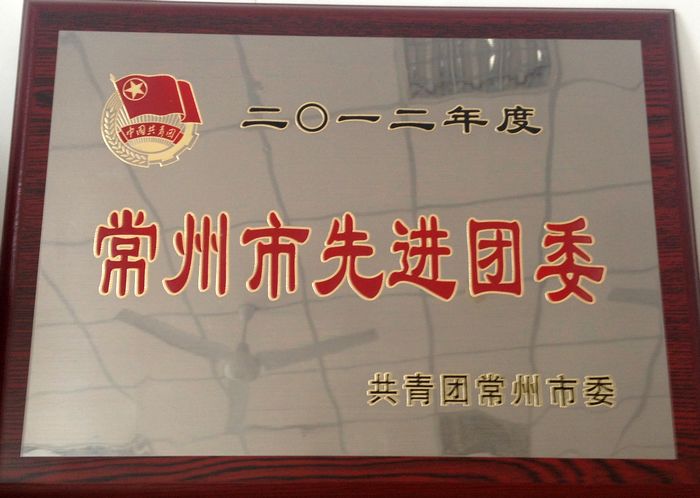 中国共青团
二〇一二年度
常州市先进团委
共青团常州市委